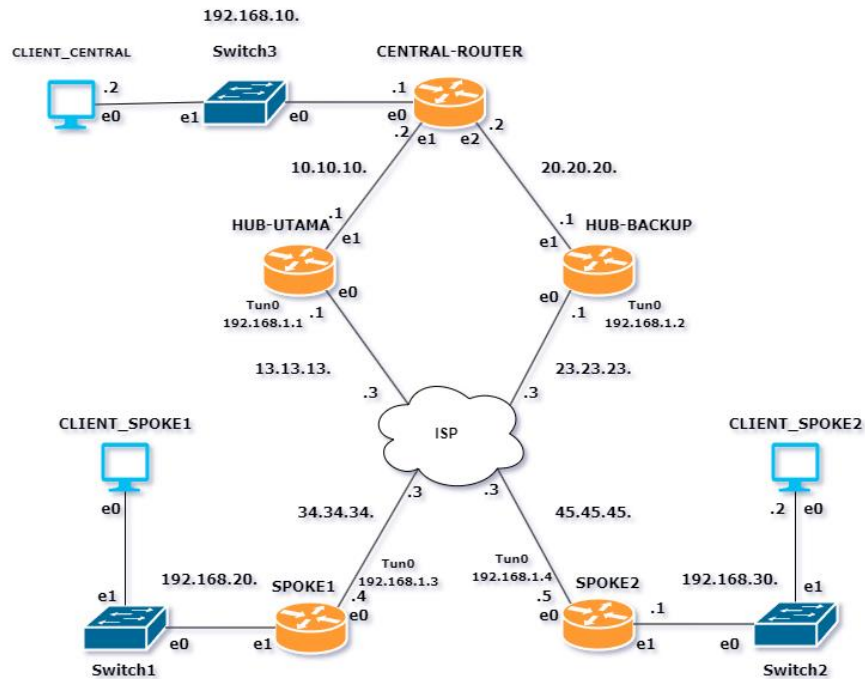 192.168.10.
CLIENT_CENTRAL
Switch3
CENTRAL-ROUTER
.2
e0
e1
e0
.1
e0
.2
e1
e2
.2
10.10.10.
20.20.20.
.1
HUB-UTAMA
e1
.1
HUB-BACKUP
e1
e0
Tun0
192.168.1.1
.1
e0
.1
Tun0
192.168.1.2
13.13.13.
.3
23.23.23.
.3
ISP
CLIENT_SPOKE1
CLIENT_SPOKE2
e0
.3
.3
.2
e0
34.34.34.
45.45.45.
Tun0
192.168.1.3
Tun0
192.168.1.4
192.168.20.
SPOKE1
.4
e0
.5
e0
SPOKE2
192.168.30.
e1
e0
e1
.1
e1
e0
e1
Switch1
Switch2